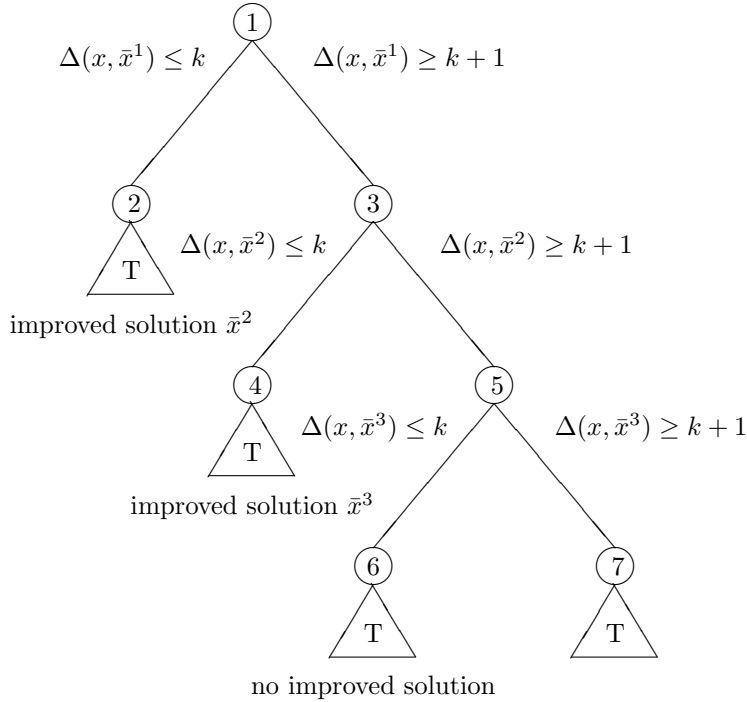 1
Δ(x, x̄¹) ≤ k
Δ(x, x̄¹) ≥ k + 1
2
3
T
Δ(x, x̄²) ≤ k
Δ(x, x̄²) ≥ k + 1
improved solution x̄²
4
5
T
Δ(x, x̄³) ≤ k
Δ(x, x̄³) ≥ k + 1
improved solution x̄³
6
7
T
T
no improved solution